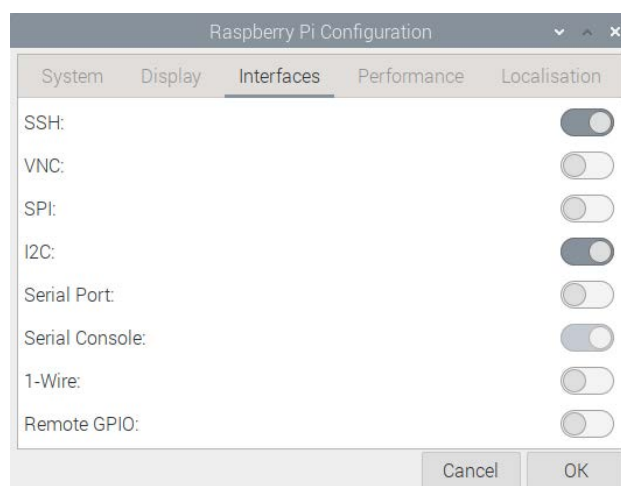 Raspberry Pi Configuration
System Display Interfaces Performance Localisation
SSH:
VNC:
SPI:
I2C:
Serial Port:
Serial Console:
1-Wire:
Remote GPIO:
Cancel OK